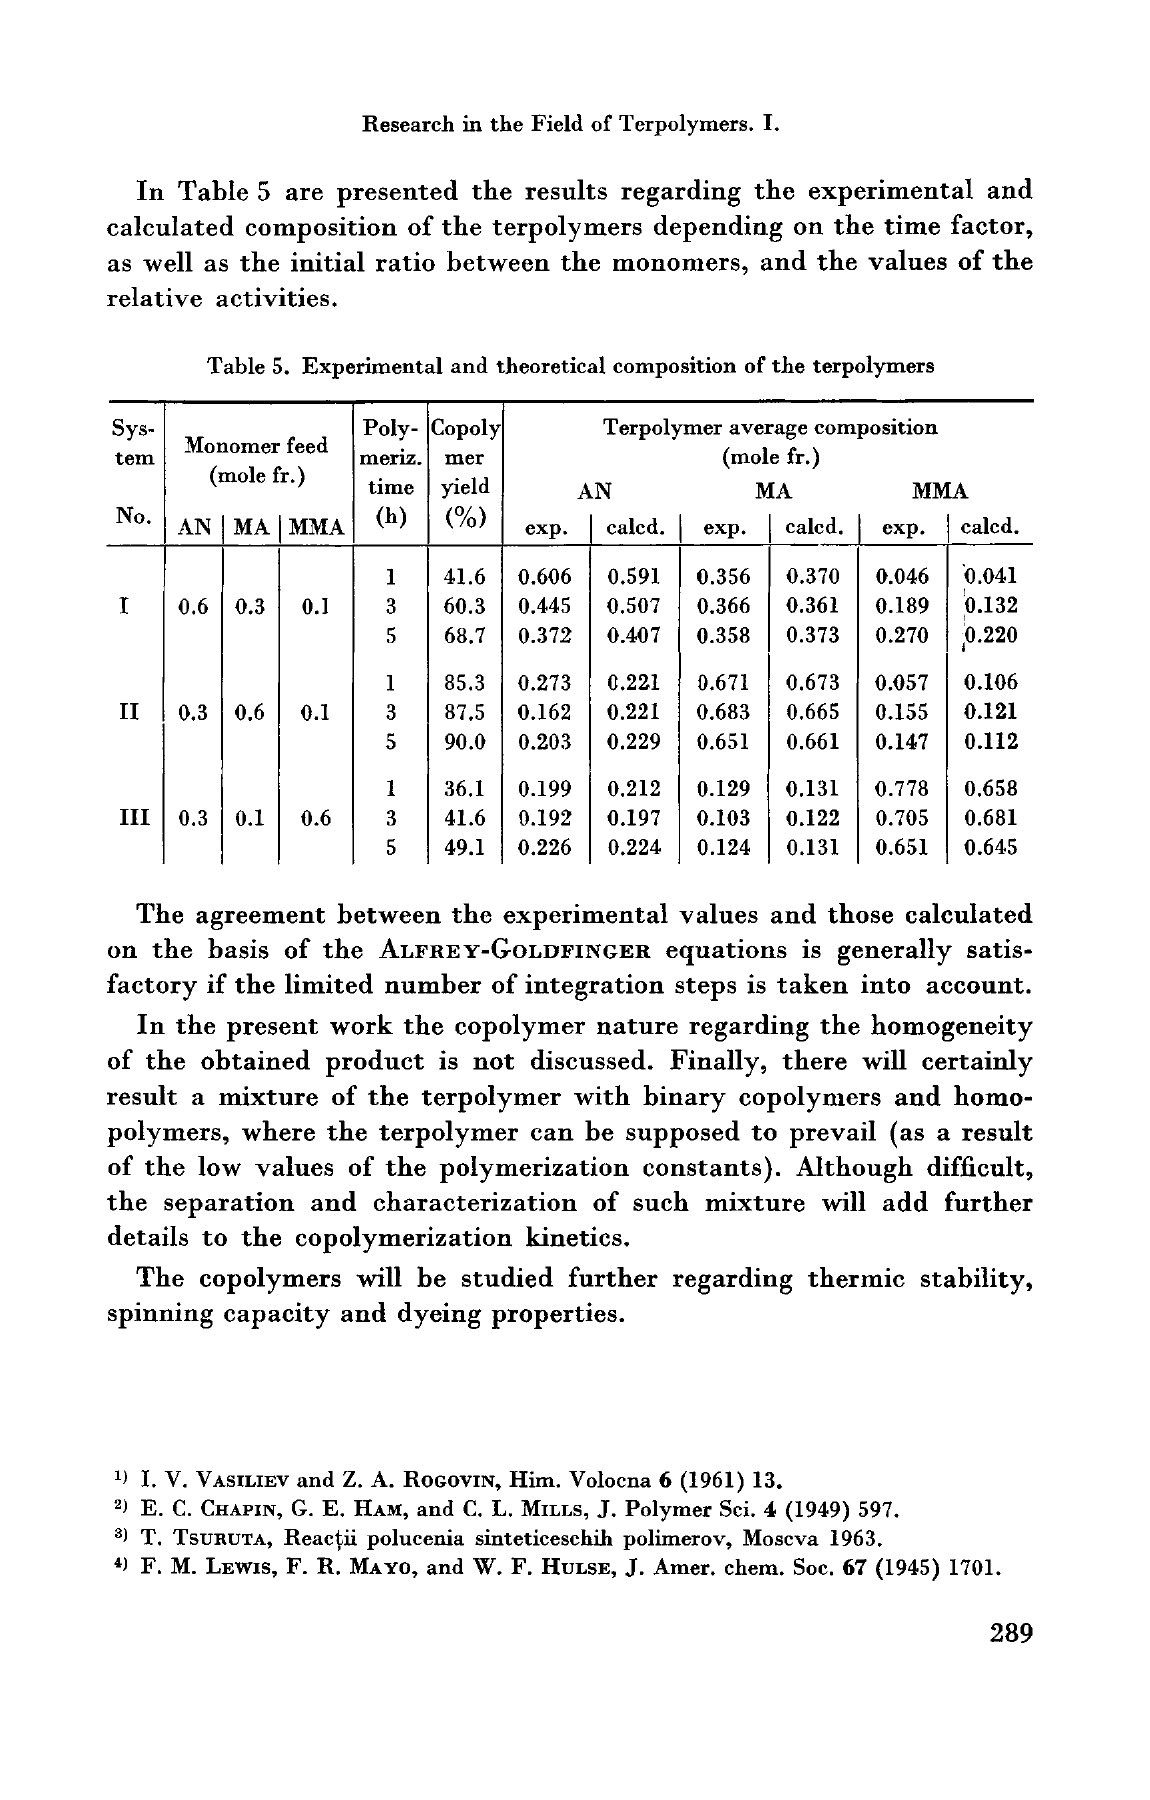 Research in the Field of Terpolymers. I.
In Table 5 are presented the results regarding the experimental and
calculated composition of the terpolymers depending on the time factor,
as well as the initial ratio between the monomers, and the values of the
relative activities.
Table 5. Experimental and theoretical composition of the terpolymers
Sys- Poly- Copoly Terpolymer average composition
tem Monomer feed meriz. mer (mole fr.)
(mole fr.) time yield AN MA MMA
No. AN MA MMA (h) (%) exp. calcd. exp. calcd. exp. calcd.
1 41.6 0.606 0.591 0.356 0.370 0.046 0.041
I 0.6 0.3 0.1 3 60.3 0.445 0.507 0.366 0.361 0.189 0.132
5 68.7 0.372 0.407 0.358 0.373 0.270 0.220
1 85.3 0.273 0.221 0.671 0.673 0.057 0.106
II 0.3 0.6 0.1 3 87.5 0.162 0.221 0.683 0.665 0.155 0.121
5 90.0 0.203 0.229 0.651 0.661 0.147 0.112
1 36.1 0.199 0.212 0.129 0.131 0.778 0.658
III 0.3 0.1 0.6 3 41.6 0.192 0.197 0.103 0.122 0.705 0.681
5 49.1 0.226 0.224 0.124 0.131 0.651 0.645
The agreement between the experimental values and those calculated
on the basis of the ALFREY-GOLDFINGER equations is generally satis-
factory if the limited number of integration steps is taken into account.
In the present work the copolymer nature regarding the homogeneity
of the obtained product is not discussed. Finally, there will certainly
result a mixture of the terpolymer with binary copolymers and homo-
polymers, where the terpolymer can be supposed to prevail (as a result
of the low values of the polymerization constants). Although difficult,
the separation and characterization of such mixture will add further
details to the copolymerization kinetics.
The copolymers will be studied further regarding thermic stability,
spinning capacity and dyeing properties.
1) I. V. VASILIEV and Z. A. ROGOVIN, Him. Volocna 6 (1961) 13.
2) E. C. CHAPIN, G. E. HAM, and C. L. MILLS, J. Polymer Sci. 4 (1949) 597.
3) T. TSURUTA, Reacții polucenia sinteticeschih polimerov, Moscva 1963.
4) F. M. LEWIS, F. R. MAYO, and W. F. HULSE, J. Amer. chem. Soc. 67 (1945) 1701.
289